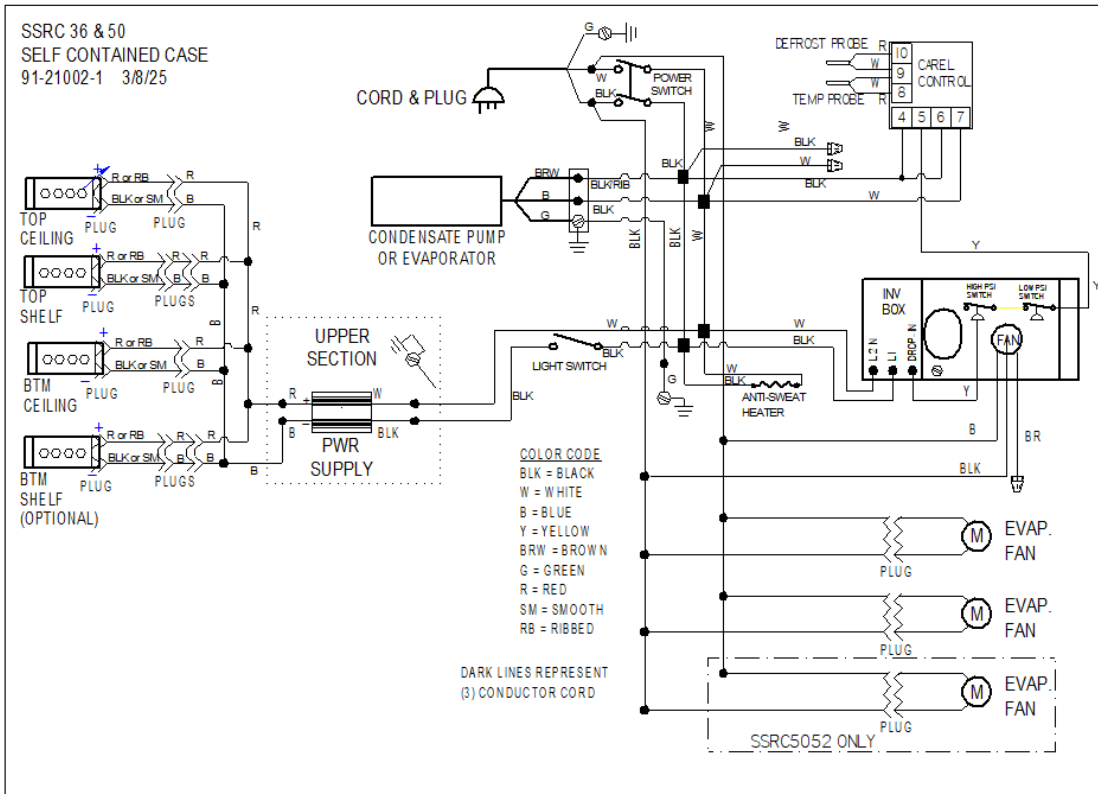 SSRC 36 & 50
SELF CONTAINED CASE
91-21002-1 3/8/25
CORD & PLUG
G
W
BLK
POWER
SWITCH
DEFROST PROBE
R
W
W
TEMP PROBE
R
10
9
8
CAREL
CONTROL
4 5 6 7
W
W
BLK
W
BLK
BLK
W
BRW
B
G
BLK/RIB
BLK
CONDENSATE PUMP
OR EVAPORATOR
BLK
BLK
W
Y
Y
+
R or RB
R
BLK or SM
B
−
TOP
CEILING
PLUG
PLUG
R
+
R or RB
R
R
BLK or SM
B
B
−
TOP
SHELF
PLUG
PLUGS
R
B
+
R or RB
R
BLK or SM
B
−
BTM
CEILING
PLUG
PLUG
B
+
R or RB
R
R
BLK or SM
B
B
−
BTM
SHELF
(OPTIONAL)
PLUG
PLUGS
B
UPPER
SECTION
R
+
W
B
−
BLK
PWR
SUPPLY
BLK
W
BLK
LIGHT SWITCH
W
BLK
G
W
BLK
ANTI-SWEAT
HEATER
INV
BOX
HIGH PSI
SWITCH
LOW PSI
SWITCH
FAN
L2 N
L1
DROP. IN
Y
B
BR
BLK
COLOR CODE
BLK = BLACK
W = WHITE
B = BLUE
Y = YELLOW
BRW = BROWN
G = GREEN
R = RED
SM = SMOOTH
RB = RIBBED
DARK LINES REPRESENT
(3) CONDUCTOR CORD
M
EVAP.
FAN
PLUG
M
EVAP.
FAN
PLUG
M
EVAP.
FAN
PLUG
SSRC5052 ONLY